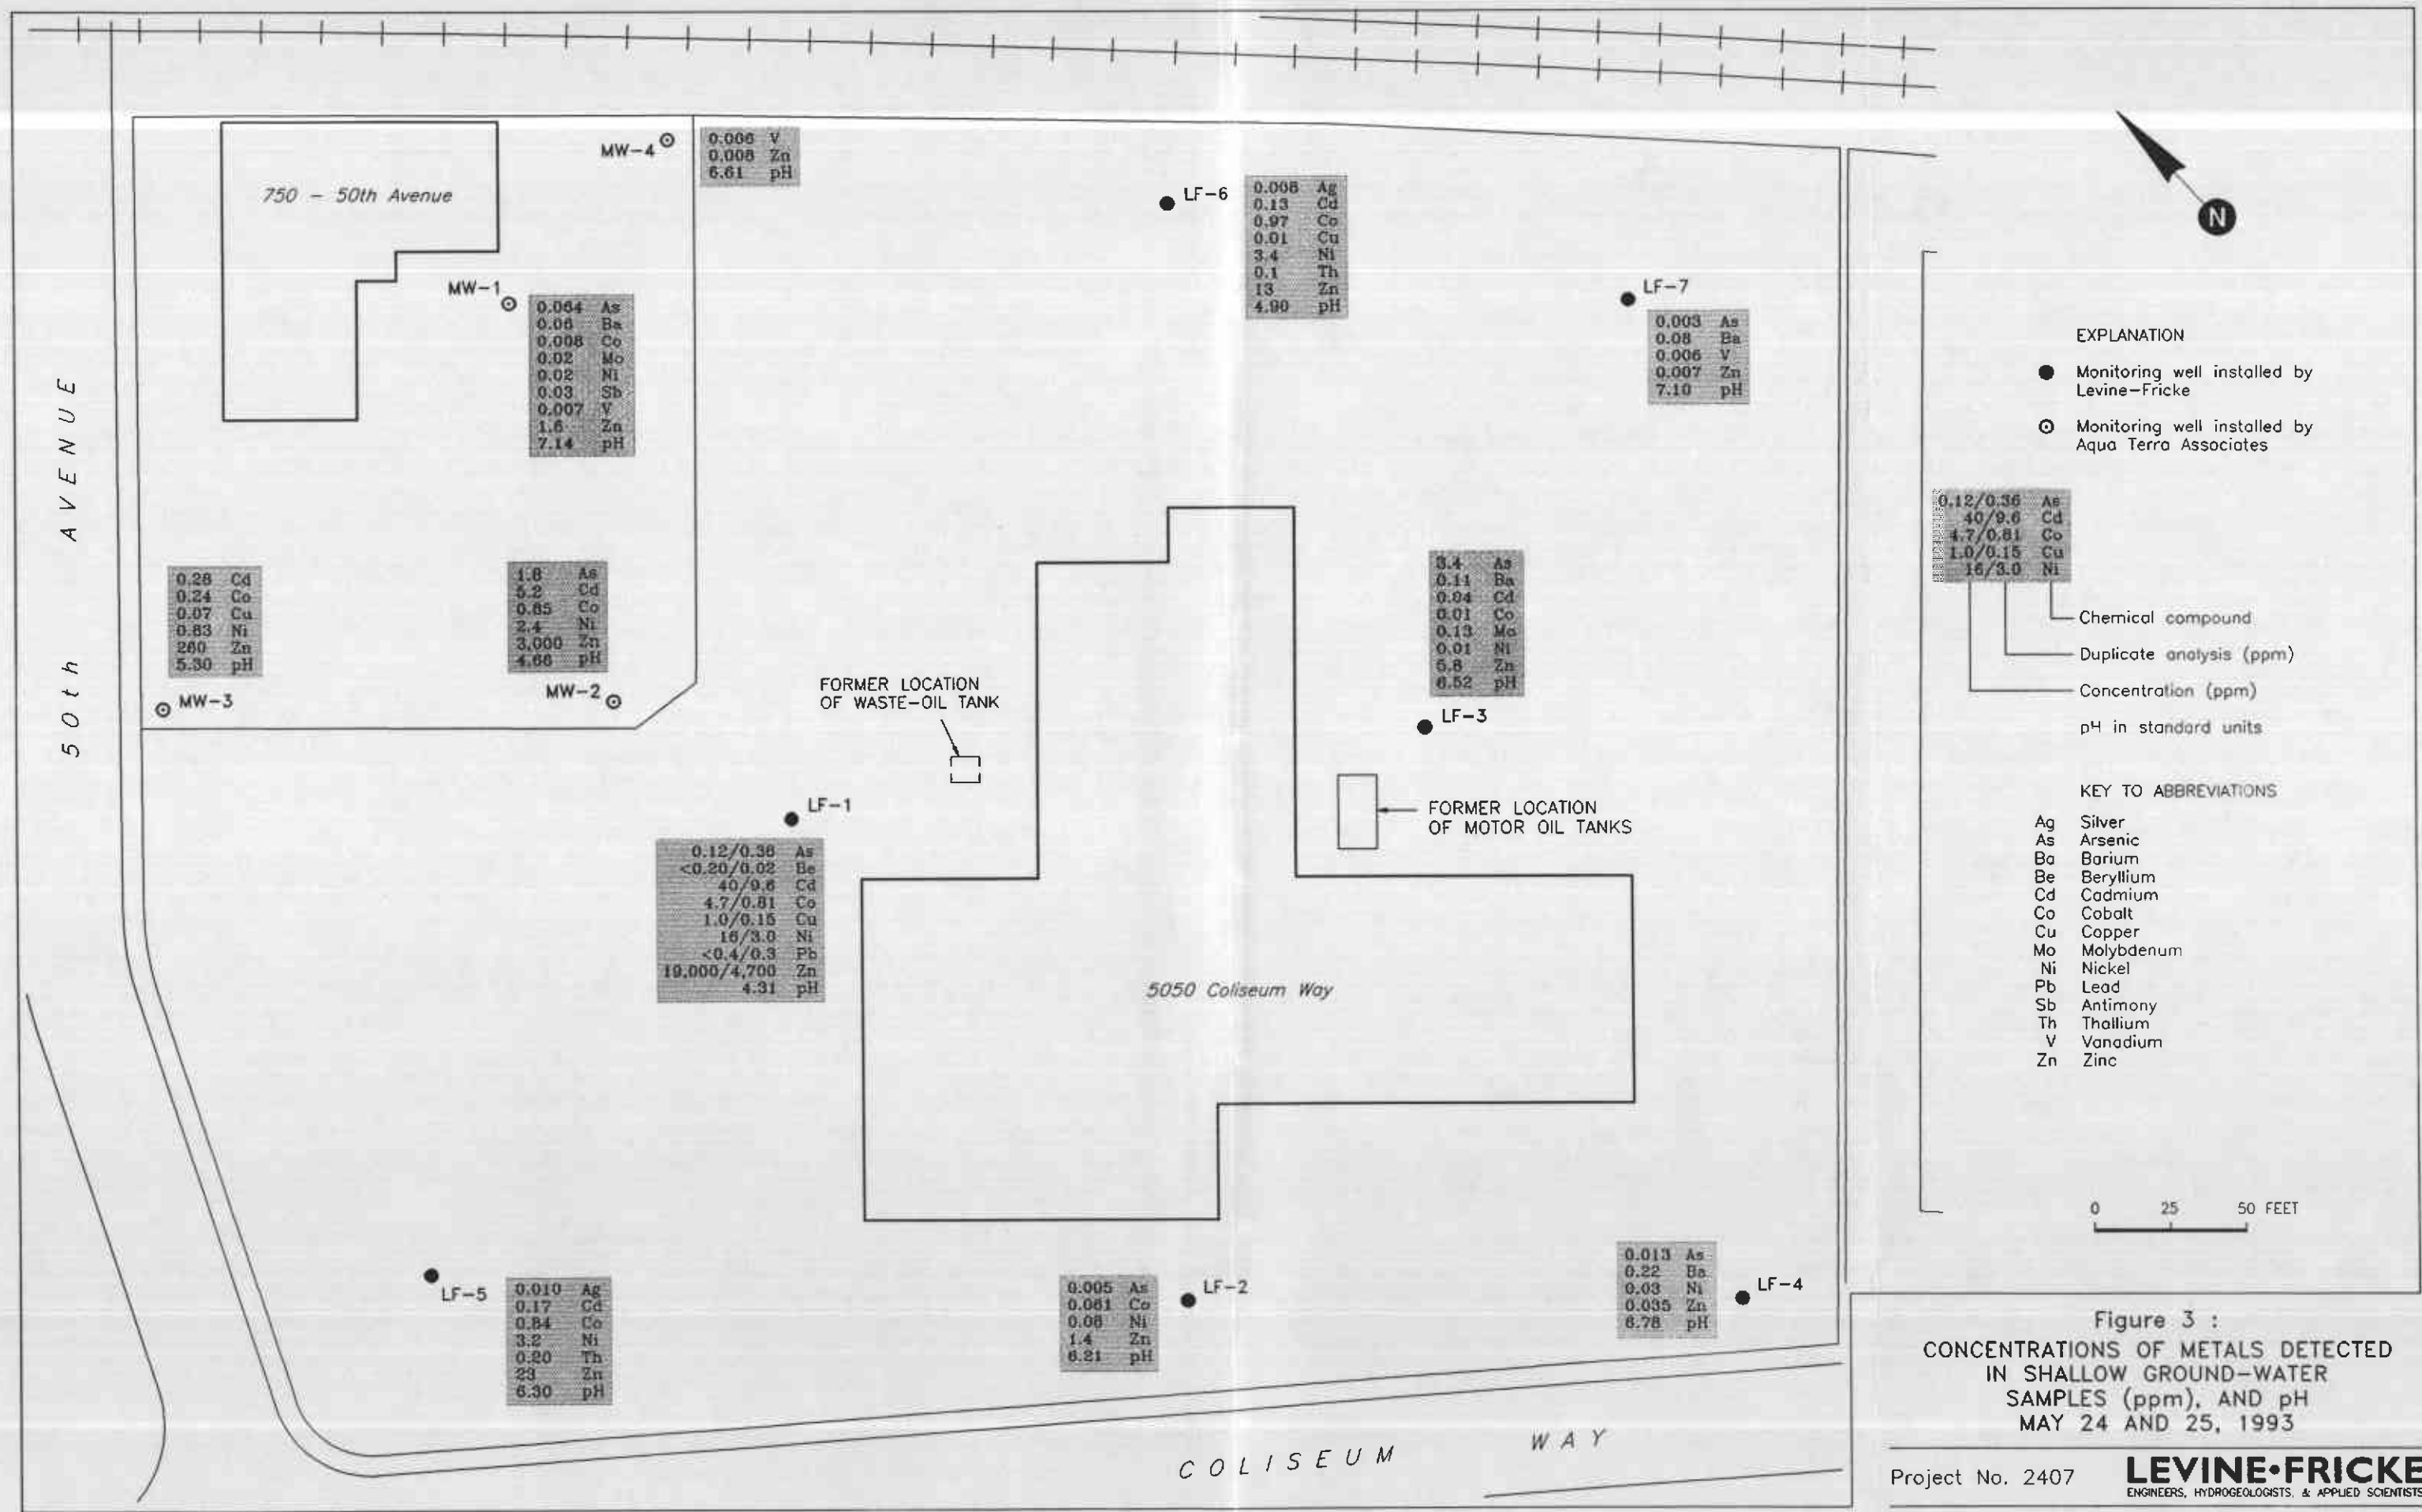 MW-4
0.006 V
0.008 Zn
6.61 pH
750 - 50th Avenue
LF-6
0.008 Ag
0.13 Cd
0.97 Co
0.01 Cu
3.4 Ni
0.1 Th
13 Zn
4.90 pH
N
MW-1
0.064 As
0.06 Ba
0.008 Co
0.02 Mo
0.02 Ni
0.03 Sb
0.007 V
1.6 Zn
7.14 pH
LF-7
0.003 As
0.08 Ba
0.006 V
0.007 Zn
7.10 pH
50th AVENUE
0.28 Cd
0.24 Co
0.07 Cu
0.83 Ni
260 Zn
5.30 pH
MW-3
1.8 As
5.2 Cd
0.65 Co
2.4 Ni
3,000 Zn
4.66 pH
MW-2
FORMER LOCATION
OF WASTE-OIL TANK
3.4 As
0.11 Ba
0.04 Cd
0.01 Co
0.13 Mo
0.01 Ni
5.8 Zn
6.52 pH
LF-3
FORMER LOCATION
OF MOTOR OIL TANKS
LF-1
0.12/0.36 As
<0.20/0.02 Be
40/9.6 Cd
4.7/0.81 Co
1.0/0.15 Cu
16/3.0 Ni
<0.4/0.3 Pb
19,000/4,700 Zn
4.31 pH
5050 Coliseum Way
LF-5
0.010 Ag
0.17 Cd
0.84 Co
3.2 Ni
0.20 Th
23 Zn
6.30 pH
0.005 As
0.061 Co
0.08 Ni
1.4 Zn
6.21 pH
LF-2
0.013 As
0.22 Ba
0.03 Ni
0.035 Zn
6.78 pH
LF-4
COLISEUM WAY
EXPLANATION
Monitoring well installed by
Levine-Fricke
Monitoring well installed by
Aqua Terra Associates
0.12/0.36 As
40/9.6 Cd
4.7/0.81 Co
1.0/0.15 Cu
16/3.0 Ni
Chemical compound
Duplicate analysis (ppm)
Concentration (ppm)
pH in standard units
KEY TO ABBREVIATIONS
Ag Silver
As Arsenic
Ba Barium
Be Beryllium
Cd Cadmium
Co Cobalt
Cu Copper
Mo Molybdenum
Ni Nickel
Pb Lead
Sb Antimony
Th Thallium
V Vanadium
Zn Zinc
0 25 50 FEET
Figure 3 :
CONCENTRATIONS OF METALS DETECTED
IN SHALLOW GROUND-WATER
SAMPLES (ppm), AND pH
MAY 24 AND 25, 1993
Project No. 2407
LEVINE•FRICKE
ENGINEERS, HYDROGEOLOGISTS, & APPLIED SCIENTISTS